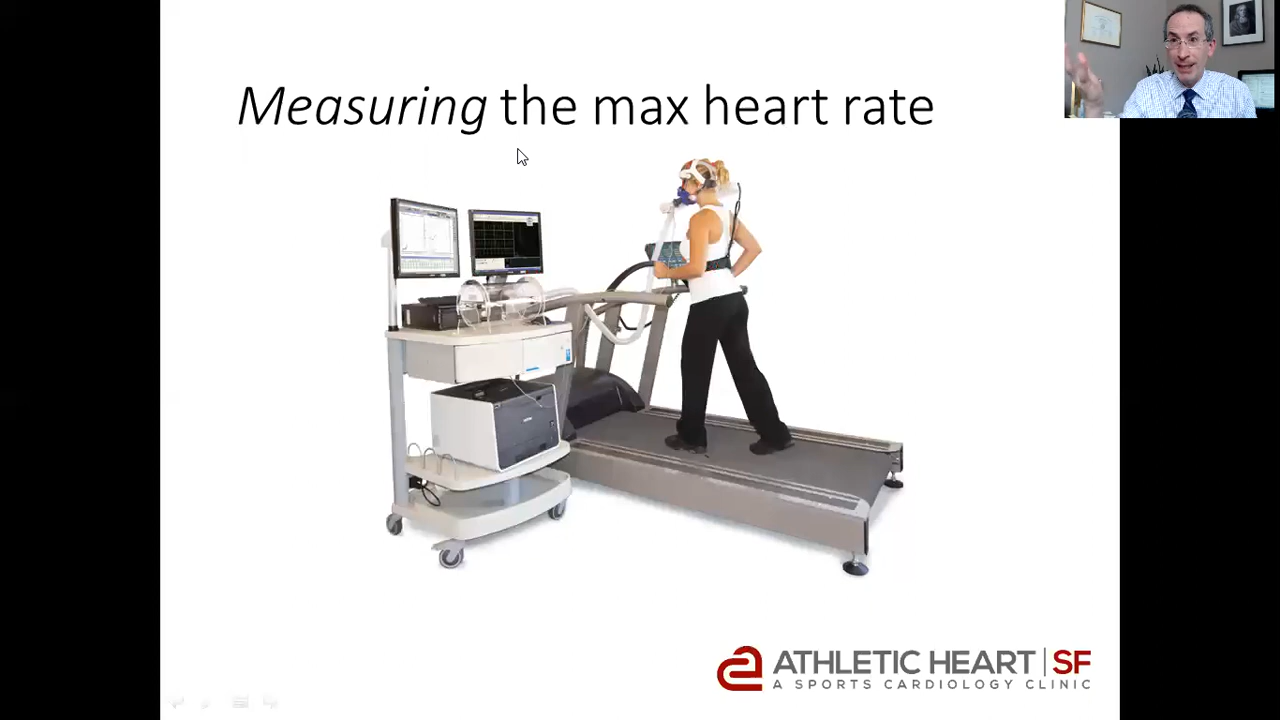 Measuring the max heart rate
ATHLETIC HEART | SF
A SPORTS CARDIOLOGY CLINIC